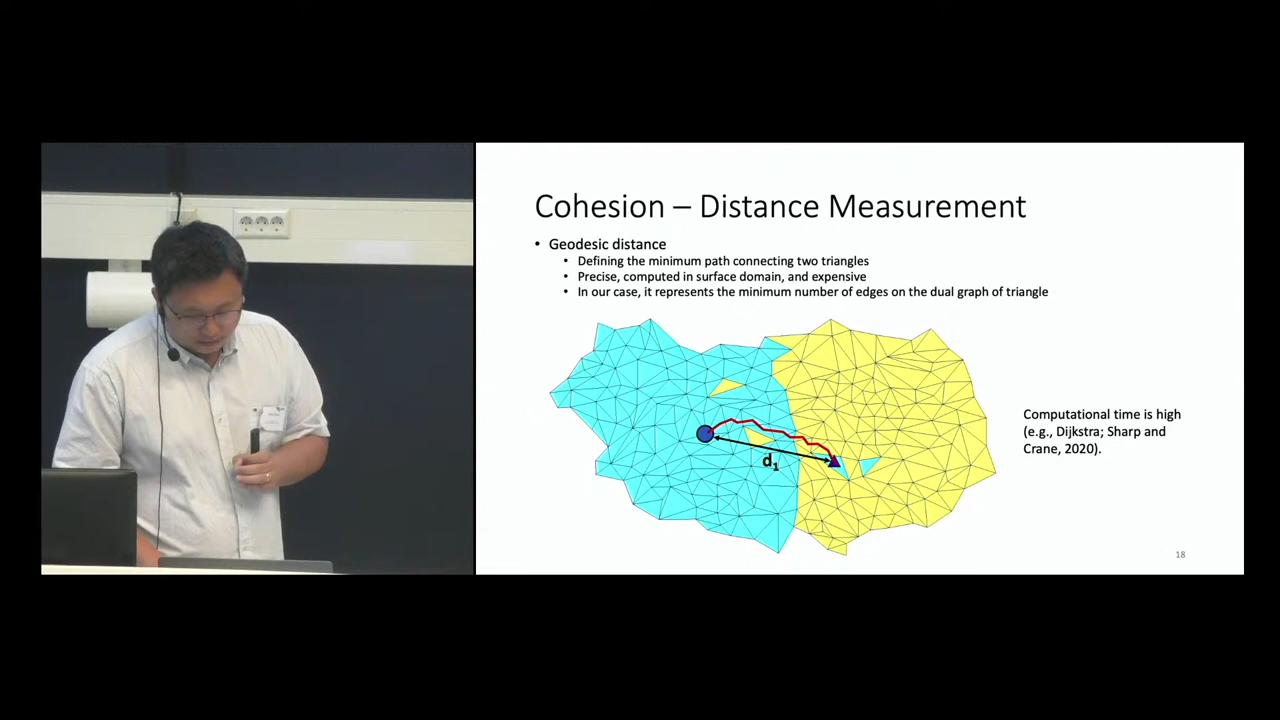 Cohesion – Distance Measurement
• Geodesic distance
• Defining the minimum path connecting two triangles
• Precise, computed in surface domain, and expensive
• In our case, it represents the minimum number of edges on the dual graph of triangle
Computational time is high
(e.g., Dijkstra; Sharp and
Crane, 2020).
d1
18